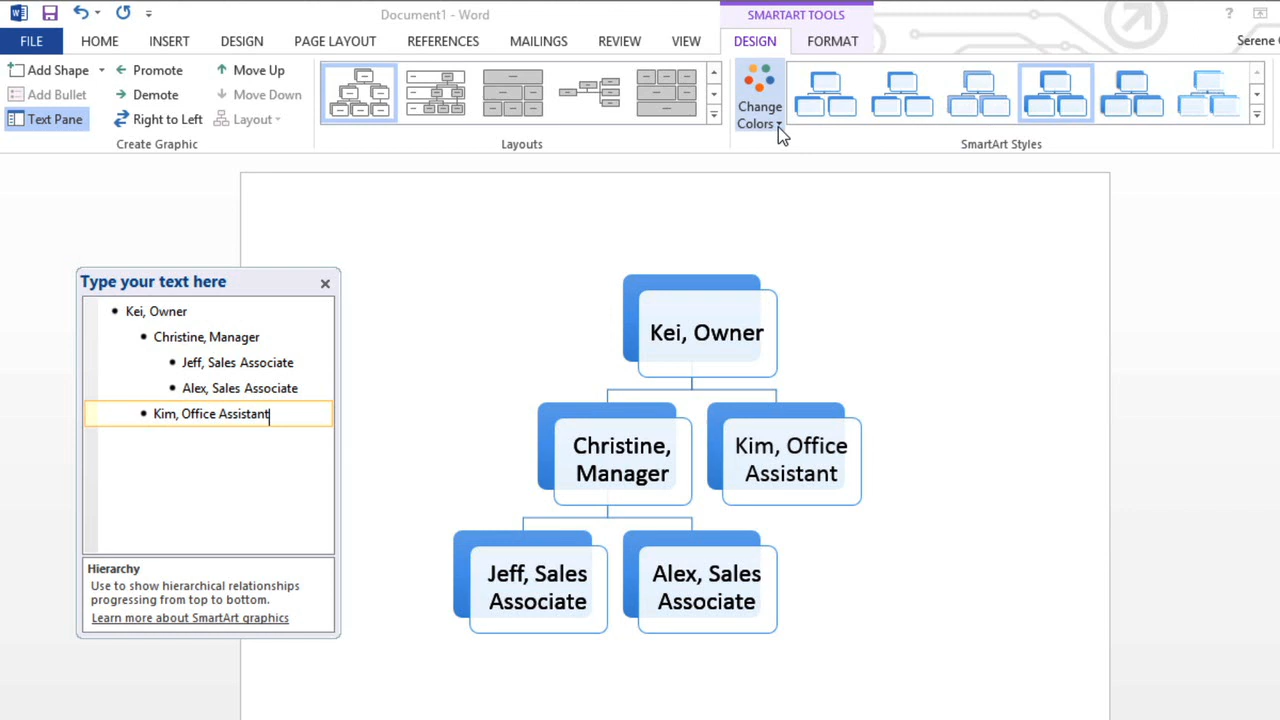 Document1 - Word
SMARTART TOOLS
?
FILE
HOME
INSERT
DESIGN
PAGE LAYOUT
REFERENCES
MAILINGS
REVIEW
VIEW
DESIGN
FORMAT
Serene
Add Shape
Promote
Move Up
Add Bullet
Demote
Move Down
Text Pane
Right to Left
Layout
Create Graphic
Layouts
Change
Colors
SmartArt Styles
Type your text here
Kei, Owner
Christine, Manager
Jeff, Sales Associate
Alex, Sales Associate
Kim, Office Assistant
Hierarchy
Use to show hierarchical relationships
progressing from top to bottom.
Learn more about SmartArt graphics
Kei, Owner
Christine,
Manager
Kim, Office
Assistant
Jeff, Sales
Associate
Alex, Sales
Associate